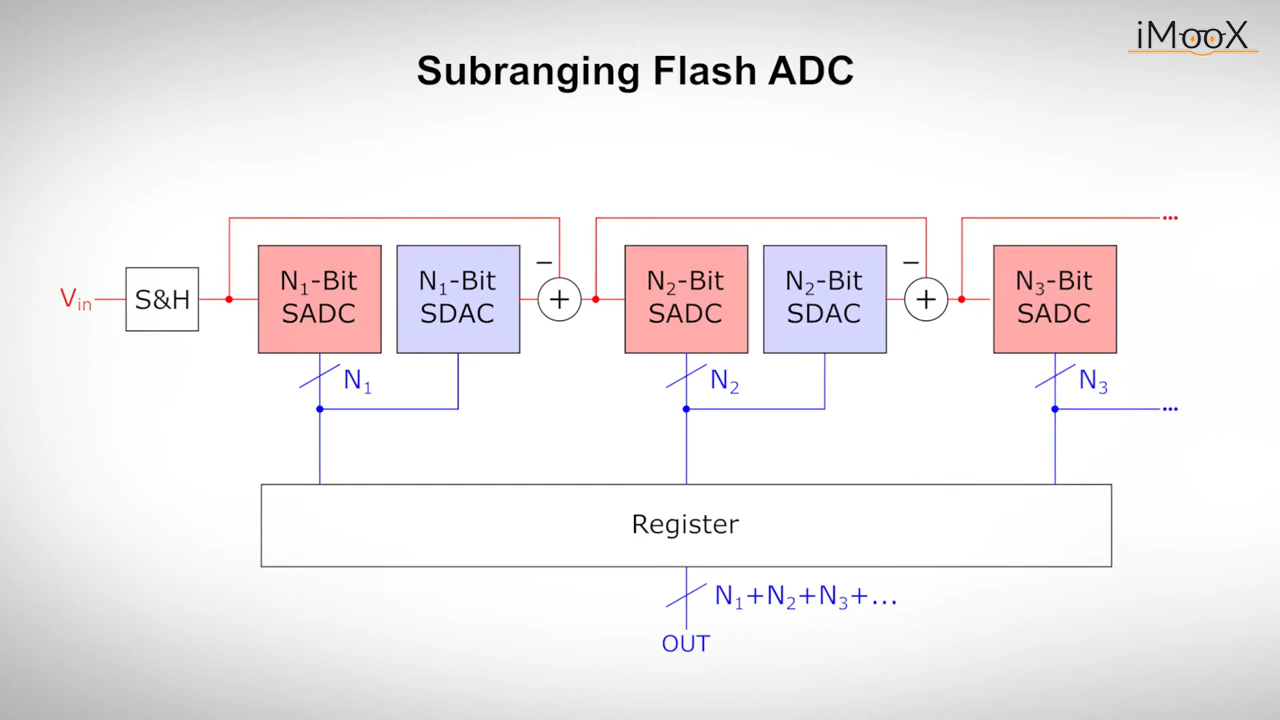 iMooX
Subranging Flash ADC
V_in
S&H
N₁-Bit
SADC
N₁-Bit
SDAC
−
+
N₂-Bit
SADC
N₂-Bit
SDAC
−
+
N₃-Bit
SADC
...
N₁
N₂
N₃
...
Register
N₁+N₂+N₃+...
OUT